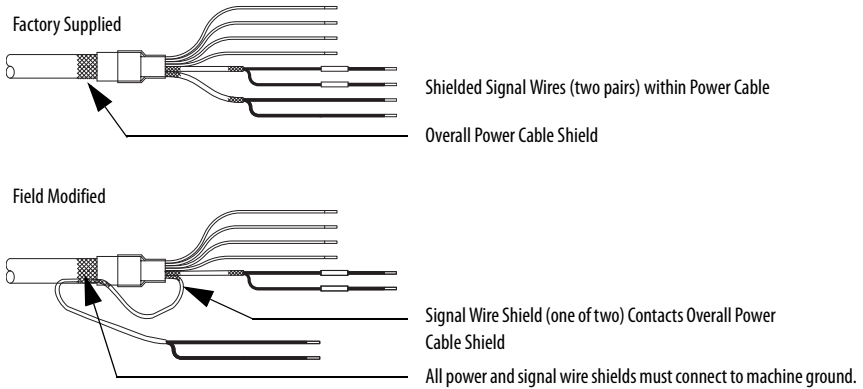 Factory Supplied
Shielded Signal Wires (two pairs) within Power Cable
Overall Power Cable Shield
Field Modified
Signal Wire Shield (one of two) Contacts Overall Power
Cable Shield
All power and signal wire shields must connect to machine ground.